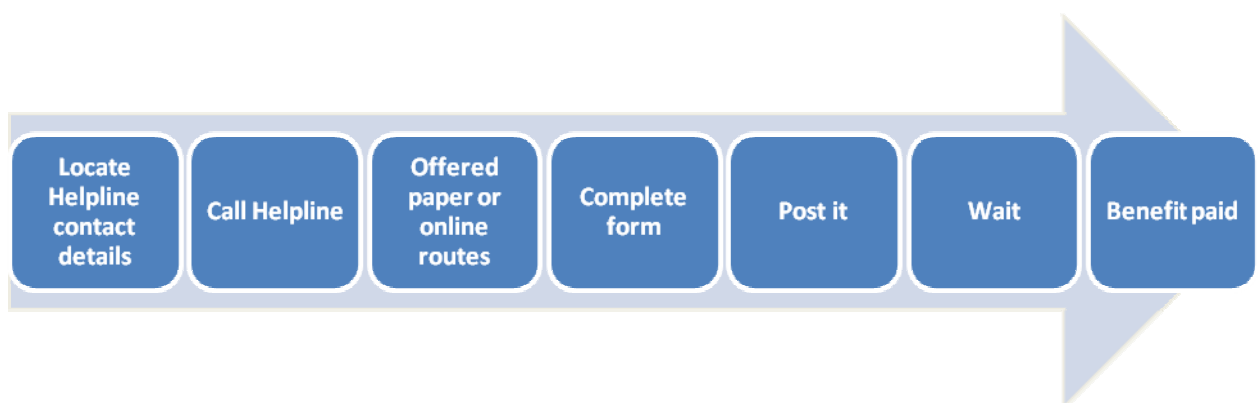 Locate
Helpline
contact
details
Call Helpline
Offered
paper or
online
routes
Complete
form
Post it
Wait
Benefit paid